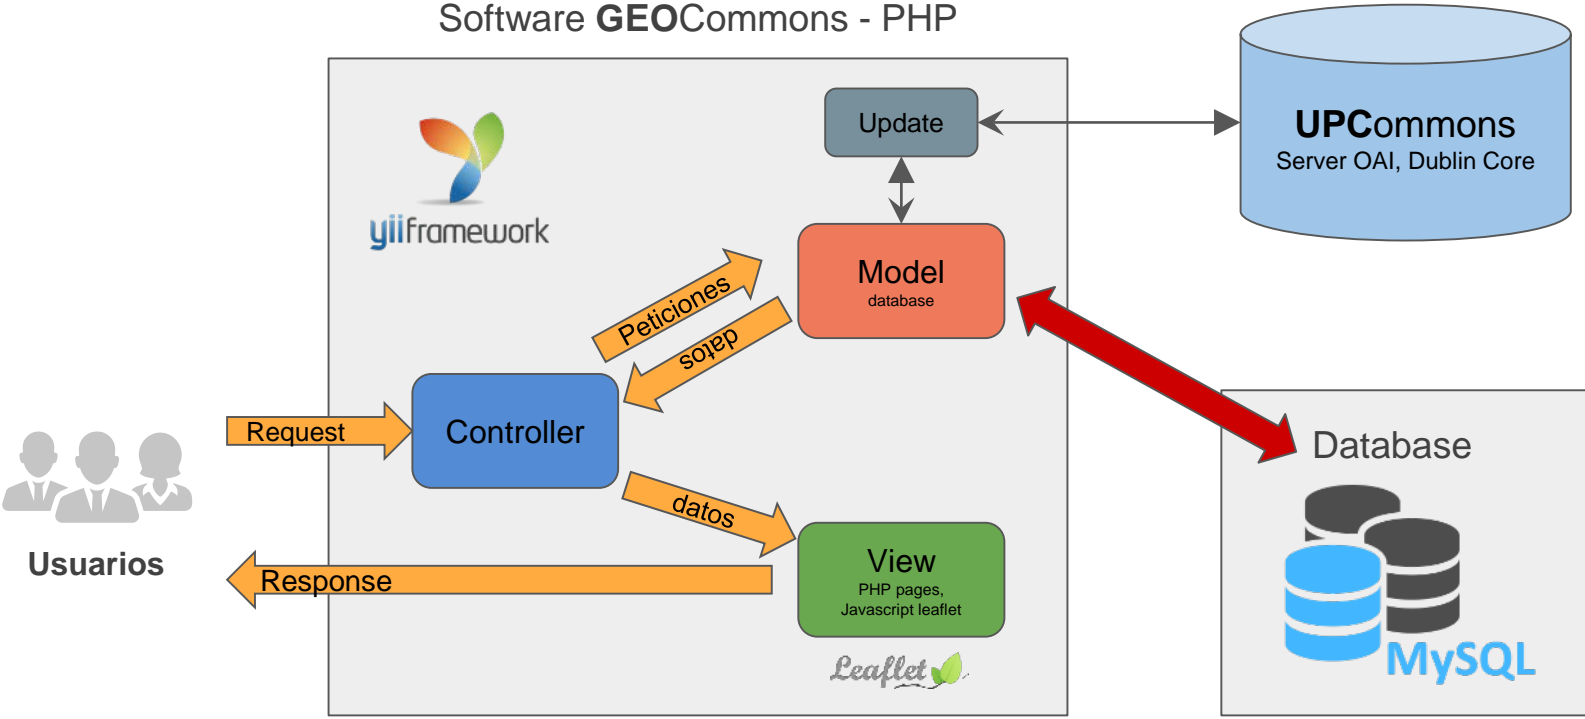 Software GEOCommons - PHP
Update
UPCommons
Server OAI, Dublin Core
yiiframework
Model
database
Peticiones
datos
Request
Controller
Database
datos
Usuarios
View
PHP pages,
Javascript leaflet
Response
Leaflet
MySQL